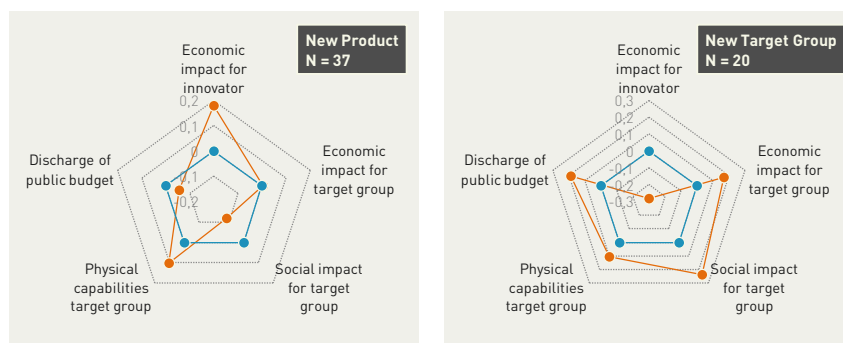 New Product
N = 37
Economic
impact for
innovator
0,2
0,1
0
-0,1
-0,2
Economic
impact for
target group
Social impact
for target
group
Physical
capabilities
target group
Discharge of
public budget
New Target Group
N = 20
Economic
impact for
innovator
0,3
0,2
0,1
0
-0,1
-0,2
-0,3
Economic
impact for
target group
Social impact
for target
group
Physical
capabilities
target group
Discharge of
public budget